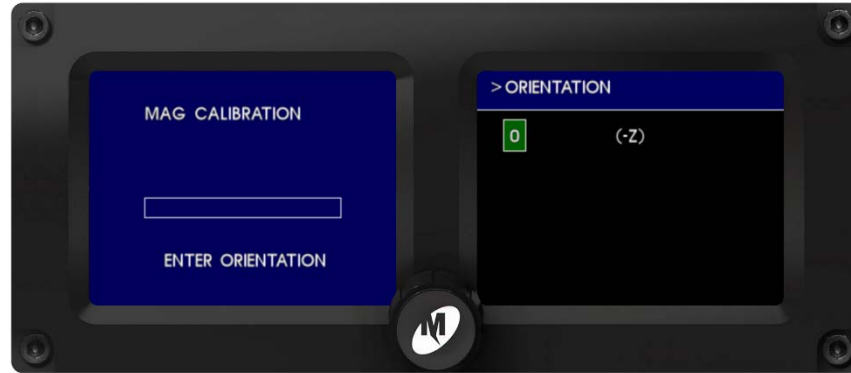 MAG CALIBRATION
ENTER ORIENTATION
> ORIENTATION
0 (-Z)
M